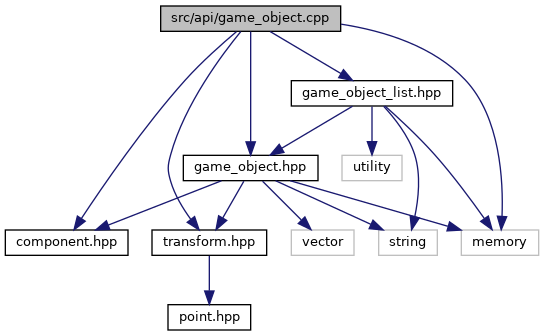 src/api/game_object.cpp
game_object_list.hpp
game_object.hpp
utility
component.hpp
transform.hpp
vector
string
memory
point.hpp